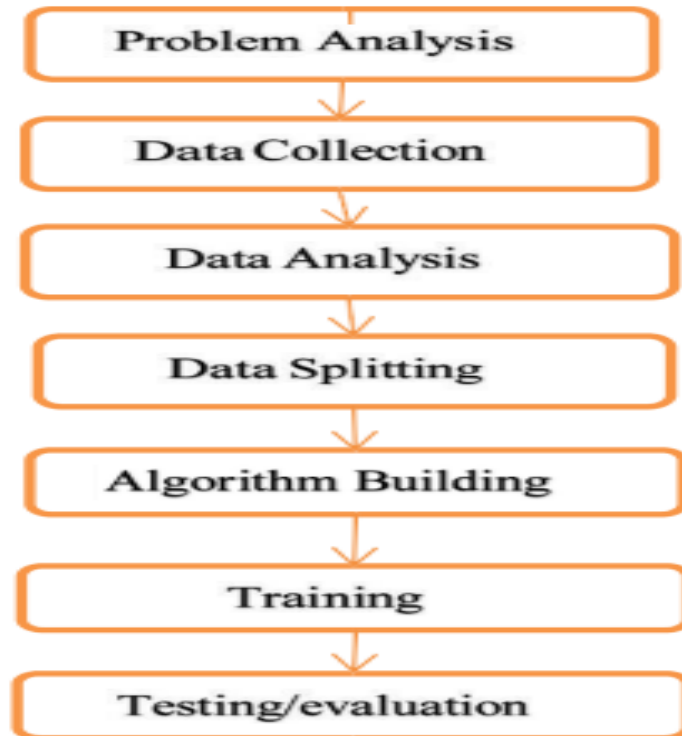 Problem Analysis
Data Collection
Data Analysis
Data Splitting
Algorithm Building
Training
Testing/evaluation